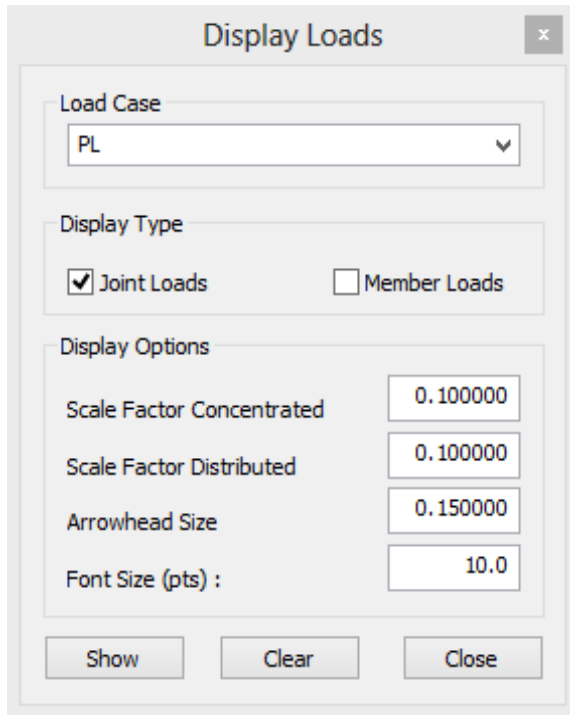 Display Loads
x
Load Case
PL
Display Type
Joint Loads Member Loads
Display Options
Scale Factor Concentrated 0.100000
Scale Factor Distributed 0.100000
Arrowhead Size 0.150000
Font Size (pts) : 10.0
Show Clear Close